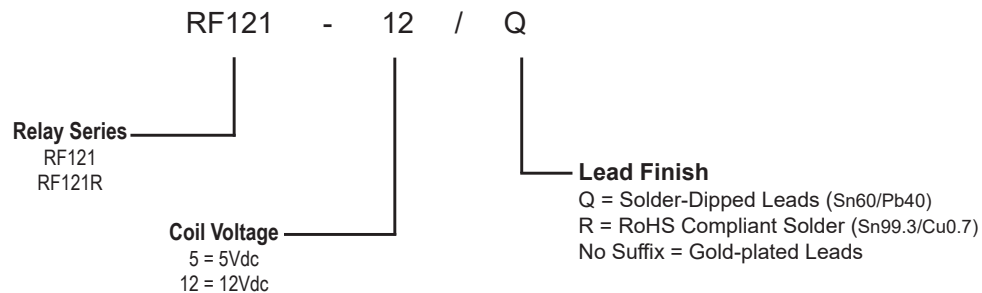 RF121 - 12 / Q
Relay Series
RF121
RF121R
Coil Voltage
5 = 5Vdc
12 = 12Vdc
Lead Finish
Q = Solder-Dipped Leads (Sn60/Pb40)
R = RoHS Compliant Solder (Sn99.3/Cu0.7)
No Suffix = Gold-plated Leads